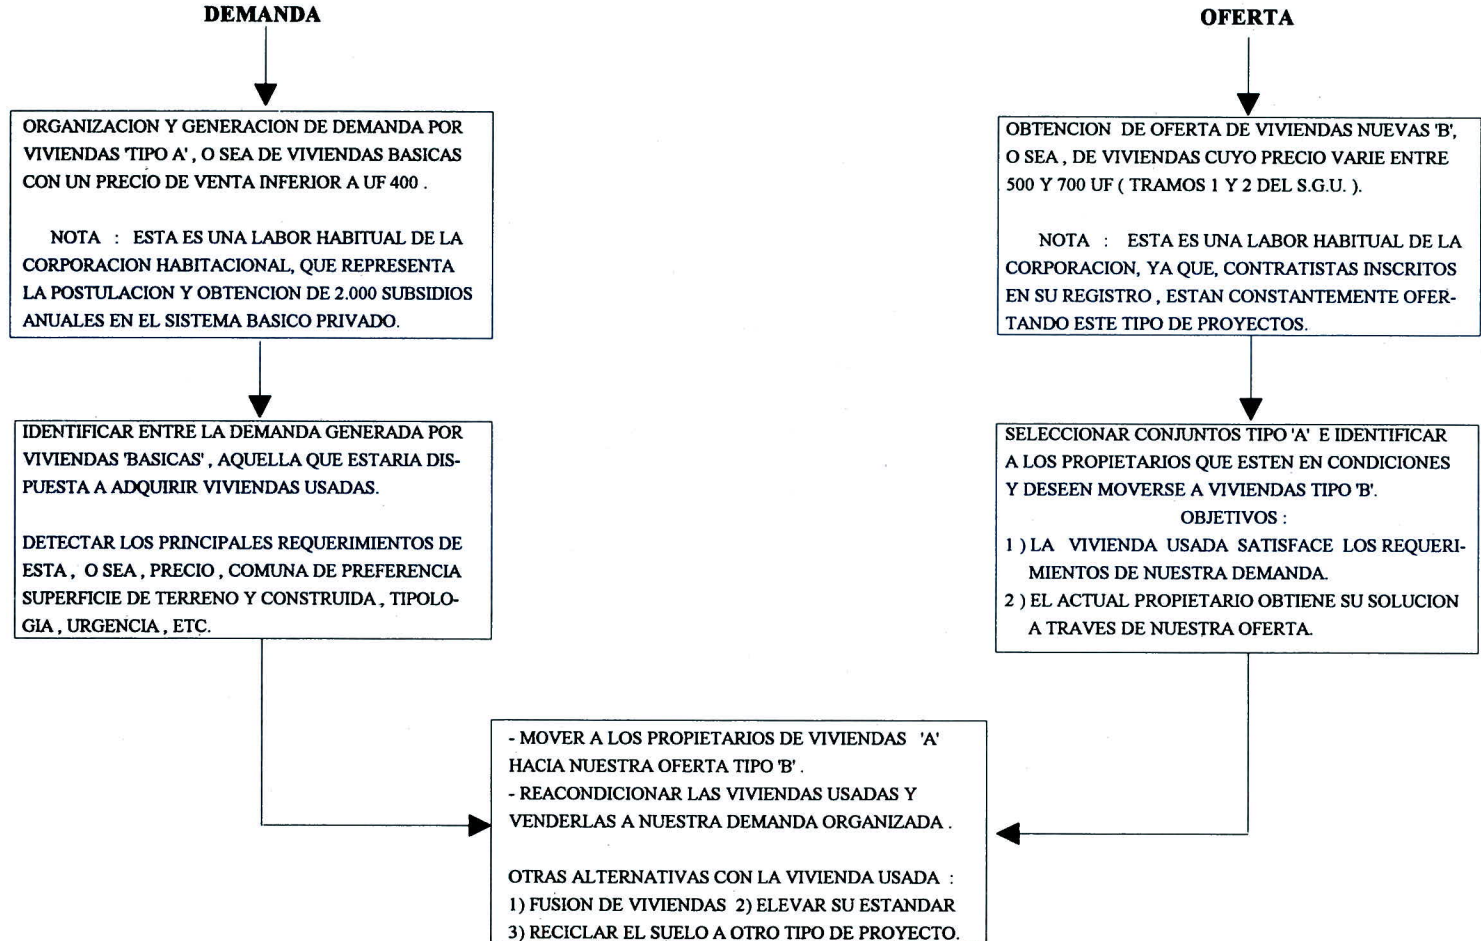 DEMANDA
ORGANIZACION Y GENERACION DE DEMANDA POR
VIVIENDAS 'TIPO A' , O SEA DE VIVIENDAS BASICAS
CON UN PRECIO DE VENTA INFERIOR A UF 400 .
NOTA : ESTA ES UNA LABOR HABITUAL DE LA
CORPORACION HABITACIONAL, QUE REPRESENTA
LA POSTULACION Y OBTENCION DE 2.000 SUBSIDIOS
ANUALES EN EL SISTEMA BASICO PRIVADO.
IDENTIFICAR ENTRE LA DEMANDA GENERADA POR
VIVIENDAS 'BASICAS' , AQUELLA QUE ESTARIA DIS-
PUESTA A ADQUIRIR VIVIENDAS USADAS.
DETECTAR LOS PRINCIPALES REQUERIMIENTOS DE
ESTA , O SEA , PRECIO , COMUNA DE PREFERENCIA
SUPERFICIE DE TERRENO Y CONSTRUIDA , TIPOLO-
GIA , URGENCIA , ETC.
OFERTA
OBTENCION DE OFERTA DE VIVIENDAS NUEVAS 'B',
O SEA , DE VIVIENDAS CUYO PRECIO VARIE ENTRE
500 Y 700 UF ( TRAMOS 1 Y 2 DEL S.G.U. ).
NOTA : ESTA ES UNA LABOR HABITUAL DE LA
CORPORACION, YA QUE, CONTRATISTAS INSCRITOS
EN SU REGISTRO , ESTAN CONSTANTEMENTE OFER-
TANDO ESTE TIPO DE PROYECTOS.
SELECCIONAR CONJUNTOS TIPO 'A' E IDENTIFICAR
A LOS PROPIETARIOS QUE ESTEN EN CONDICIONES
Y DESEEN MOVERSE A VIVIENDAS TIPO 'B'.
OBJETIVOS :
1 ) LA VIVIENDA USADA SATISFACE LOS REQUERI-
MIENTOS DE NUESTRA DEMANDA.
2 ) EL ACTUAL PROPIETARIO OBTIENE SU SOLUCION
A TRAVES DE NUESTRA OFERTA.
- MOVER A LOS PROPIETARIOS DE VIVIENDAS 'A'
HACIA NUESTRA OFERTA TIPO 'B' .
- REACONDICIONAR LAS VIVIENDAS USADAS Y
VENDERLAS A NUESTRA DEMANDA ORGANIZADA .
OTRAS ALTERNATIVAS CON LA VIVIENDA USADA :
1) FUSION DE VIVIENDAS 2) ELEVAR SU ESTANDAR
3) RECICLAR EL SUELO A OTRO TIPO DE PROYECTO.